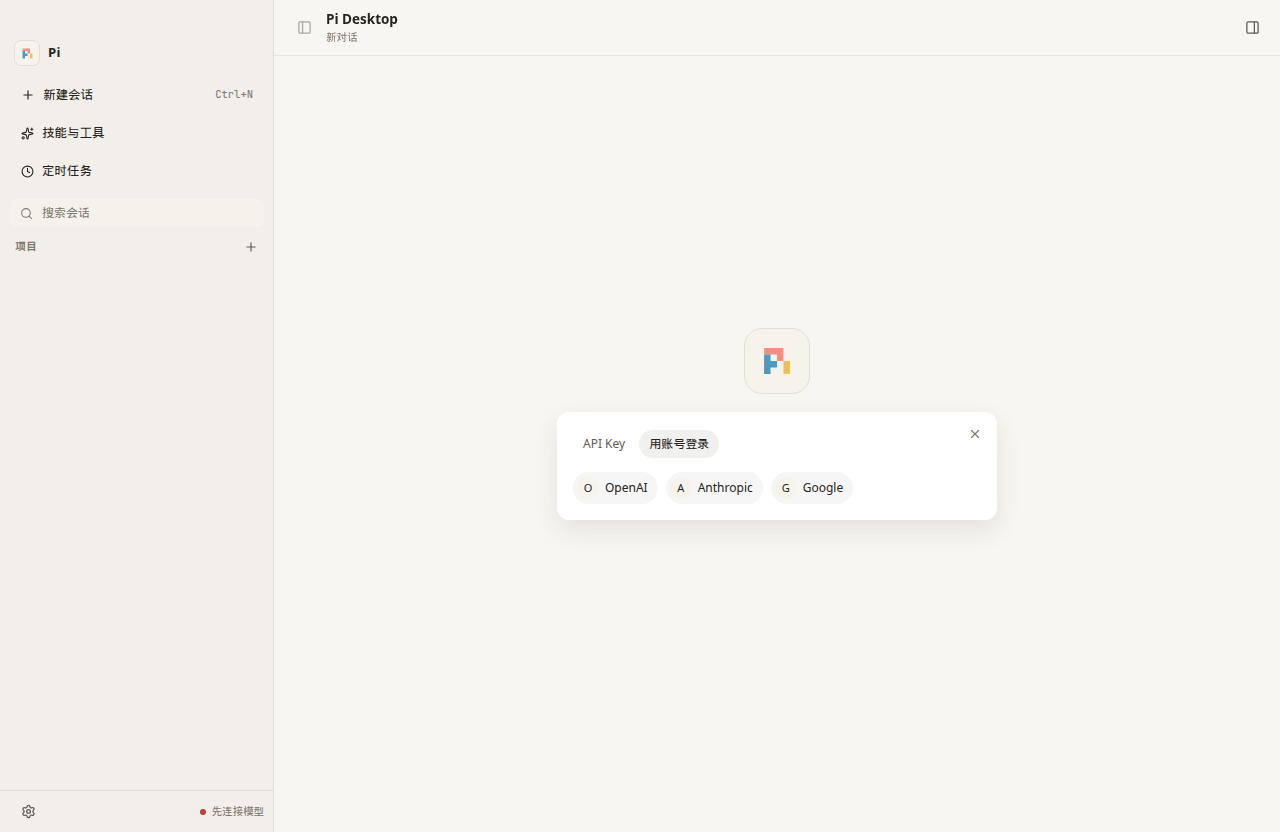 Pi
新建会话 Ctrl+N
技能与工具
定时任务
搜索会话
项目
先连接模型
Pi Desktop
新对话
API Key 用账号登录
O OpenAI A Anthropic G Google